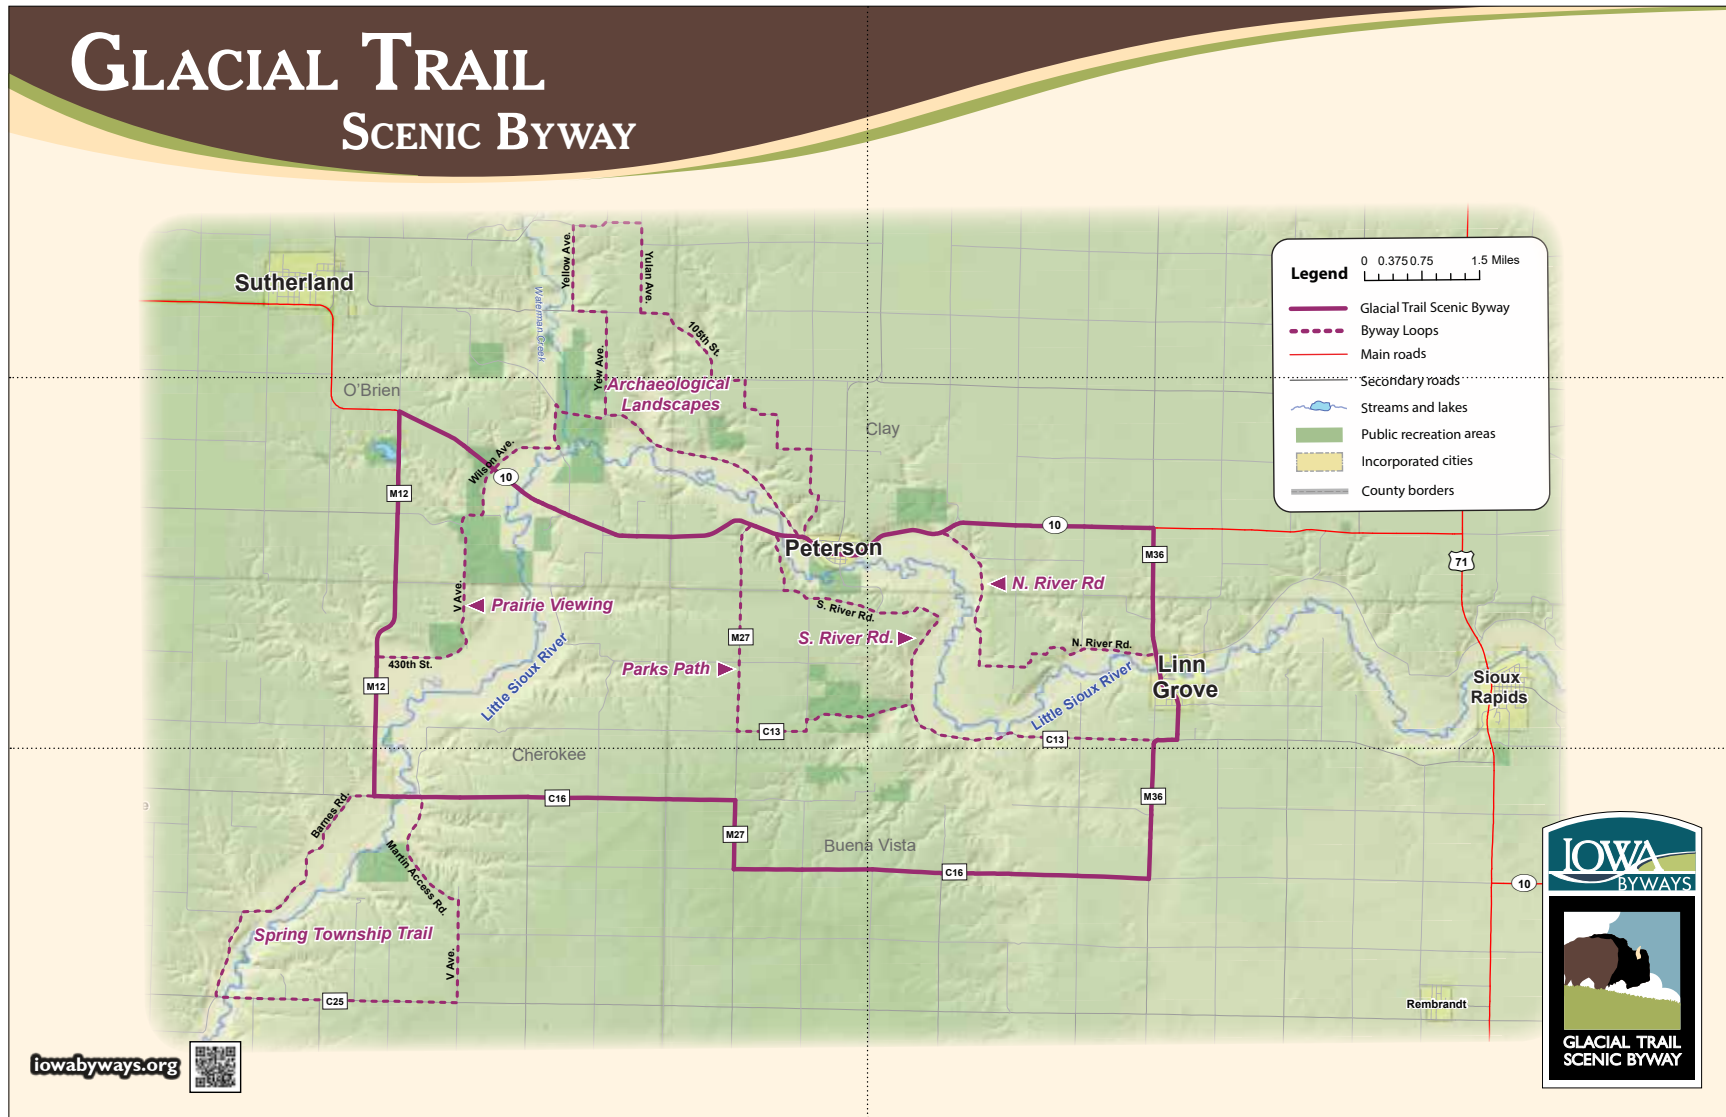 GLACIAL TRAIL
SCENIC BYWAY
Sutherland
O'Brien
Waterman Creek
Yellow Ave.
Yulan Ave.
105th St.
Yew Ave.
Archaeological
Landscapes
Clay
Wilson Ave.
10
M12
Peterson
10
M36
71
V Ave.
Prairie Viewing
N. River Rd
S. River Rd.
S. River Rd.
M27
Parks Path
N. River Rd.
430th St.
M12
Little Sioux River
Linn
Grove
Little Sioux River
Sioux
Rapids
C13
C13
Cherokee
Barnes Rd.
C16
M27
M36
Martin Access Rd.
Buena Vista
C16
10
Spring Township Trail
V Ave.
C25
Rembrandt
Legend
0 0.375 0.75 1.5 Miles
Glacial Trail Scenic Byway
Byway Loops
Main roads
Secondary roads
Streams and lakes
Public recreation areas
Incorporated cities
County borders
iowabyways.org
IOWA
BYWAYS
GLACIAL TRAIL
SCENIC BYWAY